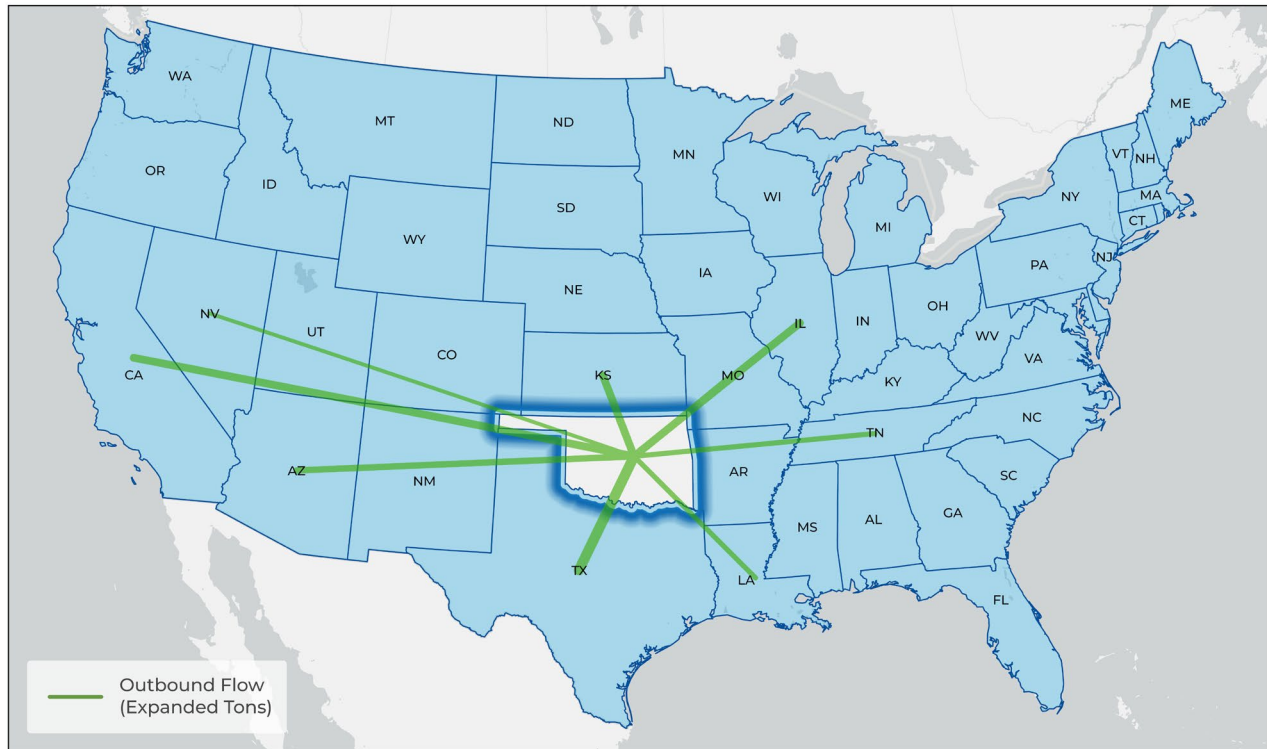 WA
MT
ND
MN
ME
VT
NH
OR
ID
SD
WI
NY
MA
WY
MI
CT
IA
PA
NJ
NE
OH
NV
UT
IL
IN
WV
CO
VA
CA
KS
MO
KY
NC
TN
AZ
NM
AR
SC
MS
AL
GA
TX
LA
FL
Outbound Flow
(Expanded Tons)